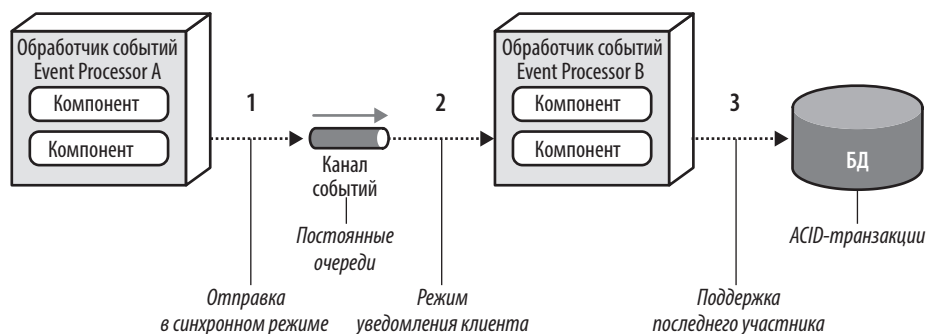 Обработчик событий
Event Processor A
Компонент
Компонент
1
Канал
событий
2
Обработчик событий
Event Processor B
Компонент
Компонент
3
БД
Постоянные
очереди
ACID-транзакции
Отправка
в синхронном режиме
Режим
уведомления клиента
Поддержка
последнего участника